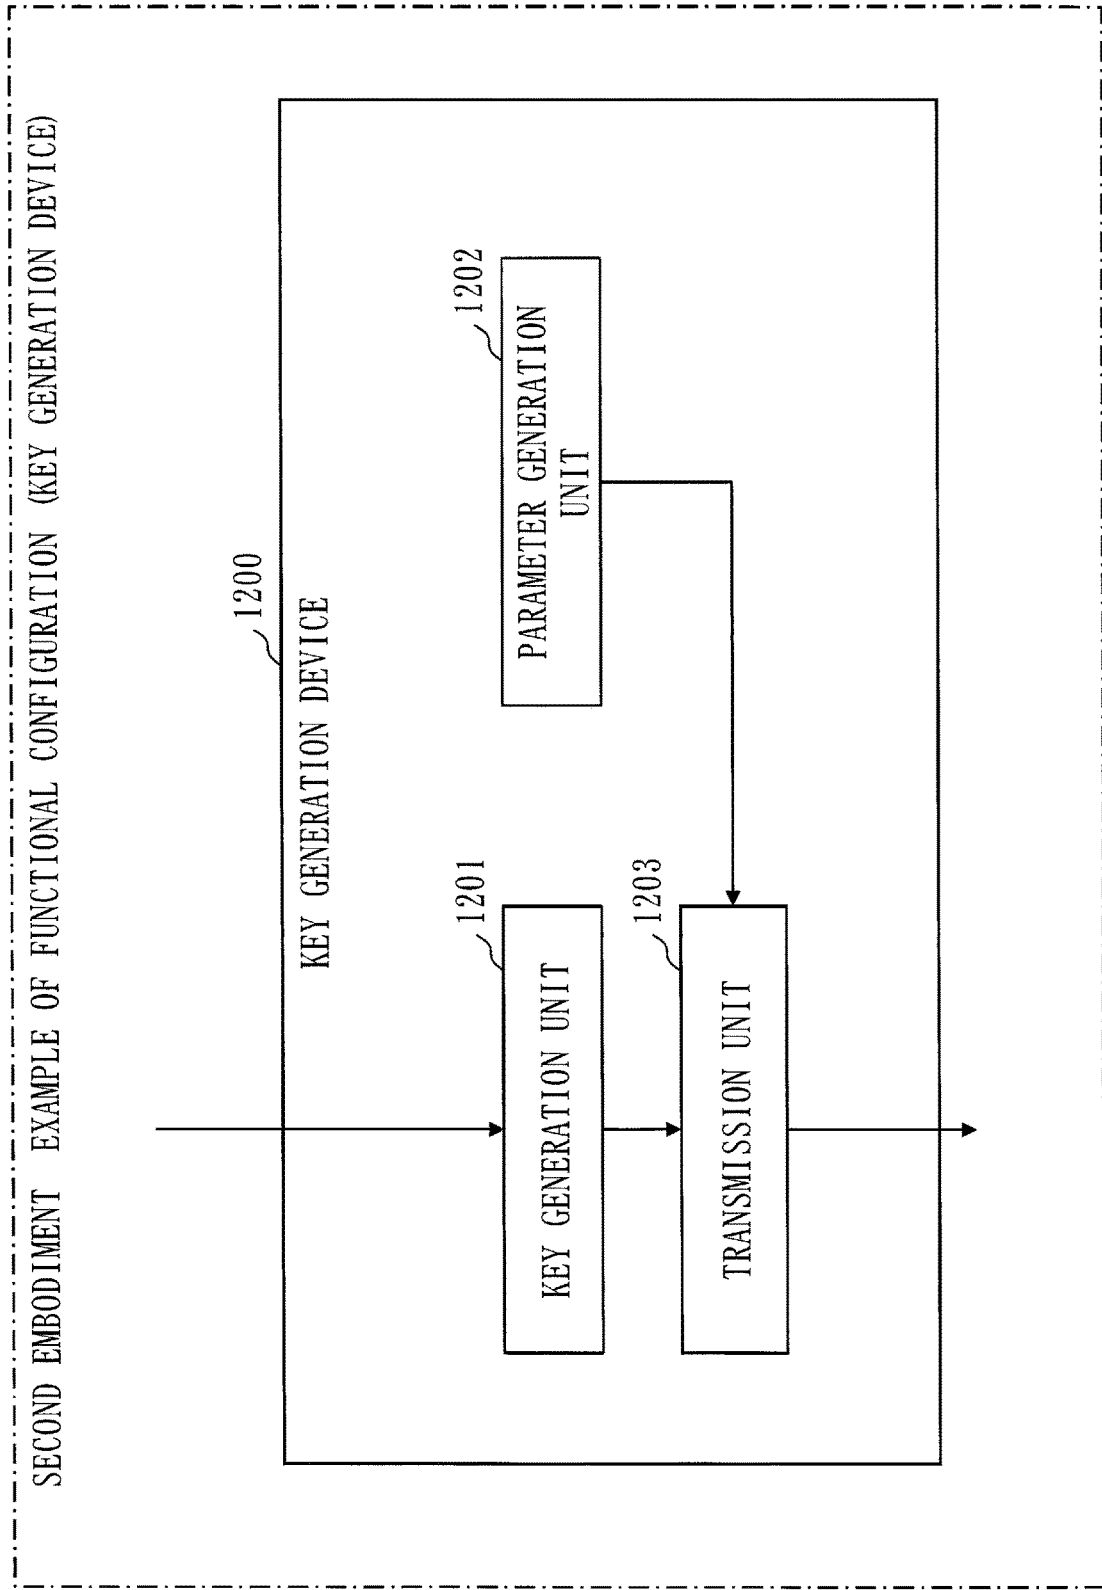 SECOND EMBODIMENT EXAMPLE OF FUNCTIONAL CONFIGURATION (KEY GENERATION DEVICE)
1200
KEY GENERATION DEVICE
1201
KEY GENERATION UNIT
1202
PARAMETER GENERATION
UNIT
1203
TRANSMISSION UNIT